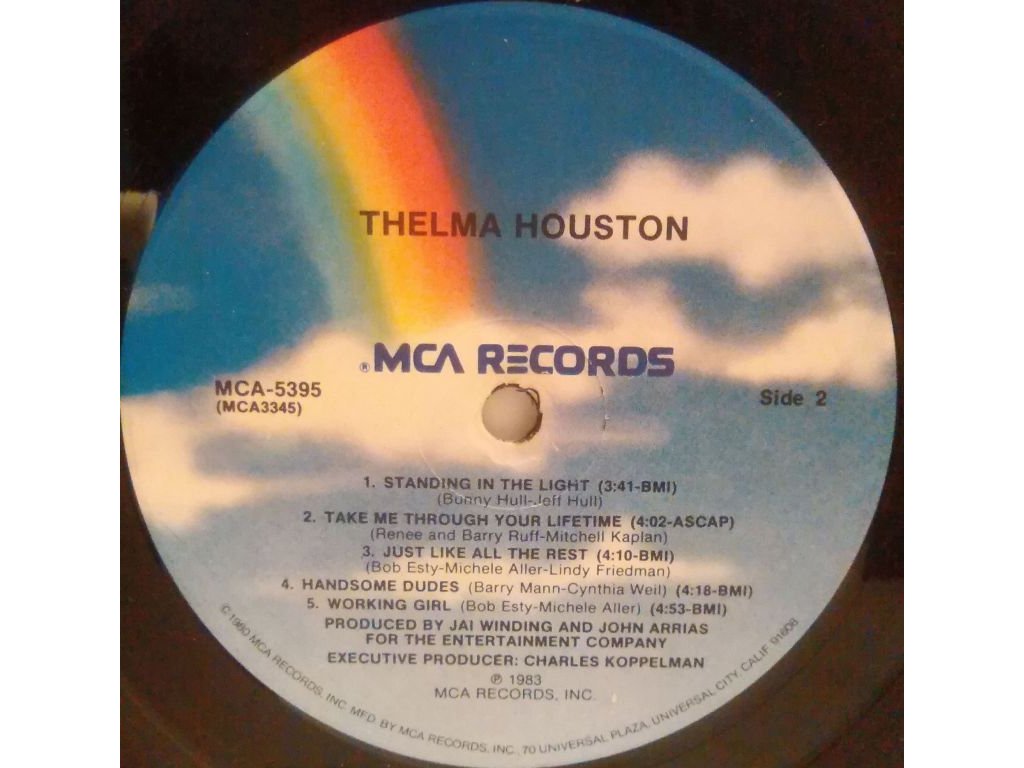 THELMA HOUSTON
® MCA RECORDS
MCA-5395
(MCA3345)
Side 2
1. STANDING IN THE LIGHT (3:41-BMI)
(Bunny Hull-Jeff Hull)
2. TAKE ME THROUGH YOUR LIFETIME (4:02-ASCAP)
(Renee and Barry Ruff-Mitchell Kaplan)
3. JUST LIKE ALL THE REST (4:10-BMI)
(Bob Esty-Michele Aller-Lindy Friedman)
4. HANDSOME DUDES (Barry Mann-Cynthia Weil) (4:18-BMI)
5. WORKING GIRL (Bob Esty-Michele Aller) (4:53-BMI)
PRODUCED BY JAI WINDING AND JOHN ARRIAS
FOR THE ENTERTAINMENT COMPANY
EXECUTIVE PRODUCER: CHARLES KOPPELMAN
℗ 1983
MCA RECORDS, INC.
© 1980 MCA RECORDS, INC. MFD. BY MCA RECORDS, INC., 70 UNIVERSAL PLAZA, UNIVERSAL CITY, CALIF 91608